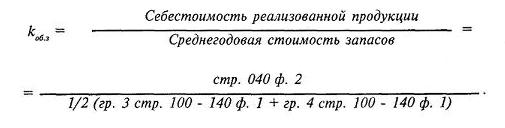 Себестоимость реализованной продукции
kоб.з = =
Среднегодовая стоимость запасов
стр. 040 ф. 2
= .
1/2 (гр. 3 стр. 100 - 140 ф. 1 + гр. 4 стр. 100 - 140 ф. 1)